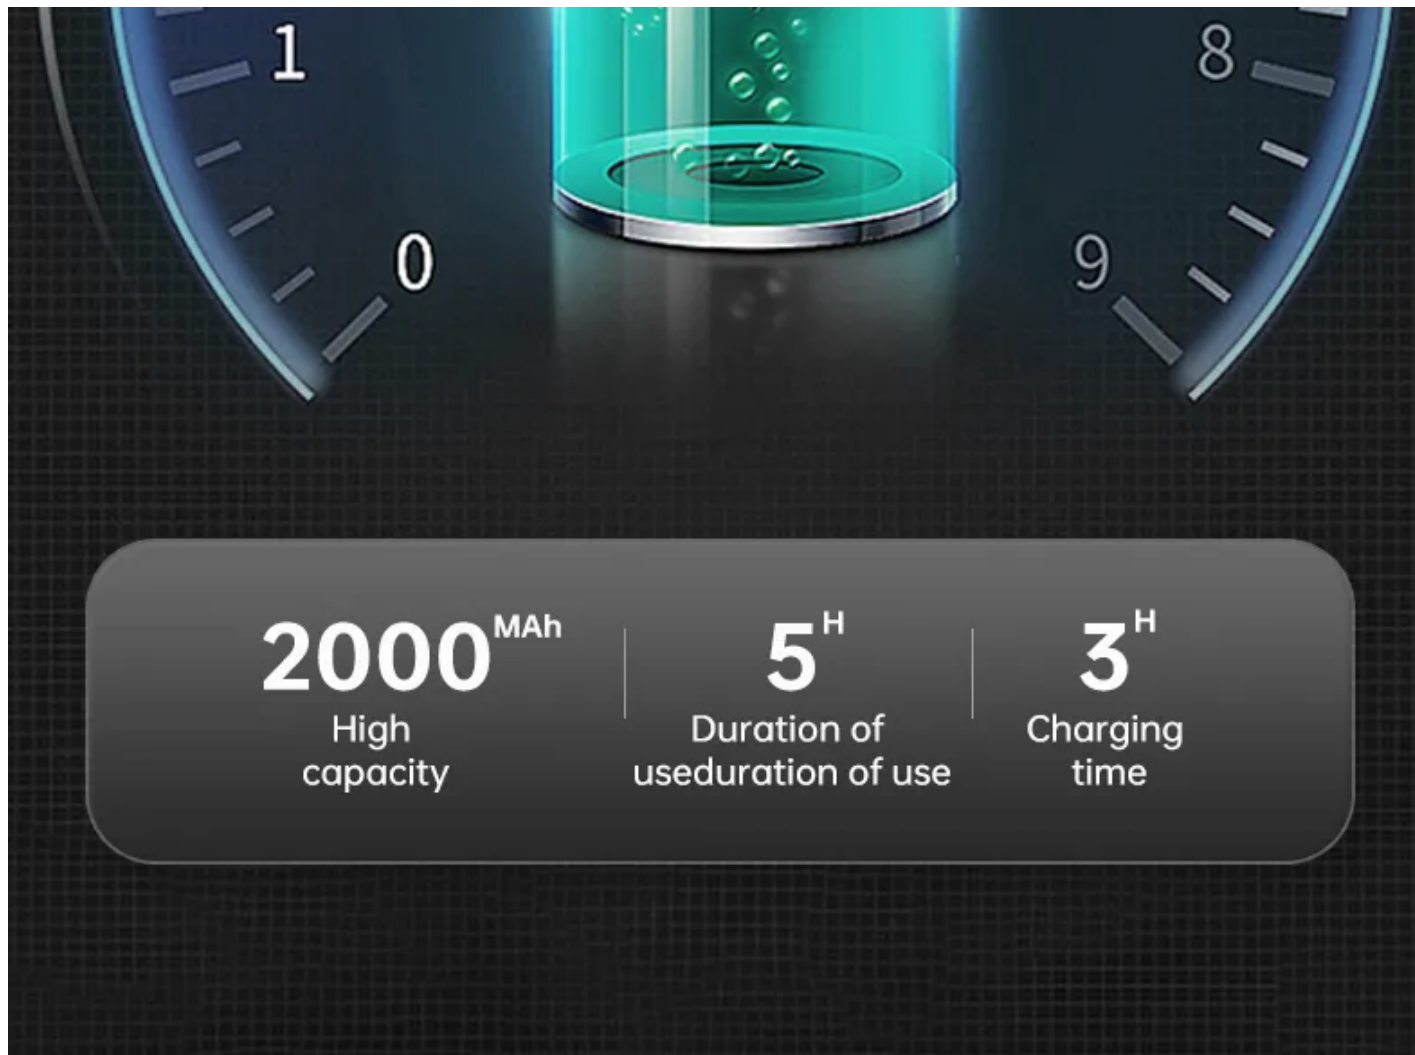 1
8
0
9
2000MAh
5H
3H
High
capacity
Duration of
useduration of use
Charging
time